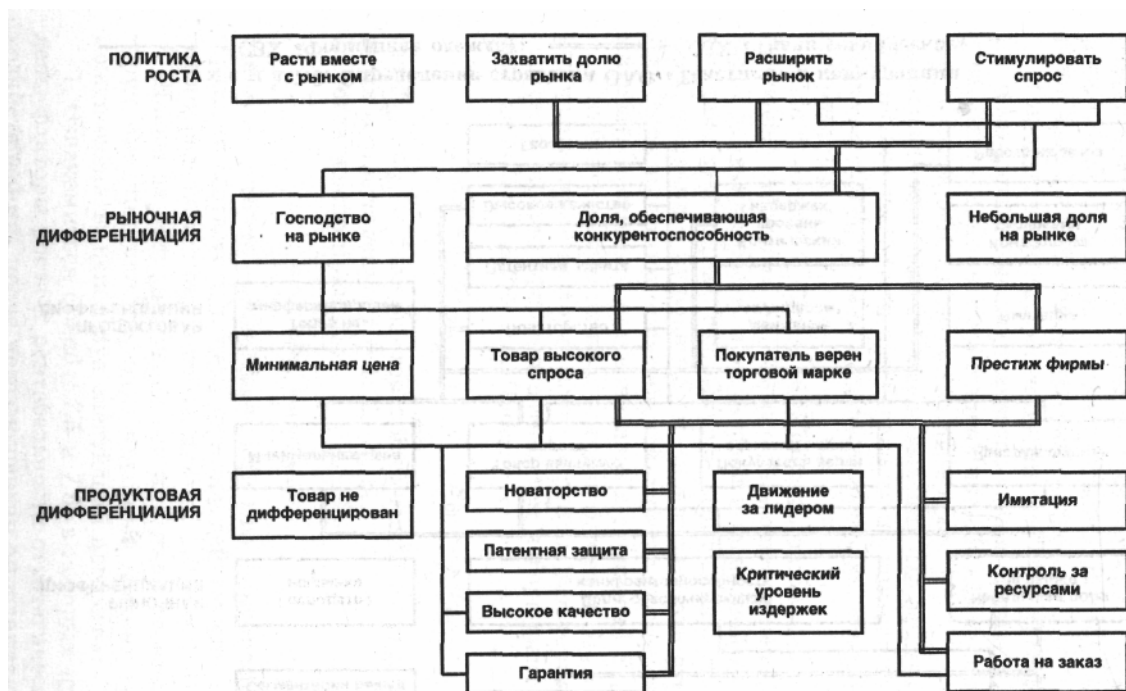 ПОЛИТИКА
РОСТА
Расти вместе
с рынком
Захватить долю
рынка
Расширить
рынок
Стимулировать
спрос
РЫНОЧНАЯ
ДИФФЕРЕНЦИАЦИЯ
Господство
на рынке
Доля, обеспечивающая
конкурентоспособность
Небольшая доля
на рынке
Минимальная цена
Товар высокого
спроса
Покупатель верен
торговой марке
Престиж фирмы
ПРОДУКТОВАЯ
ДИФФЕРЕНЦИАЦИЯ
Товар не
дифференцирован
Новаторство
Движение
за лидером
Имитация
Патентная защита
Критический
уровень
издержек
Контроль за
ресурсами
Высокое качество
Гарантия
Работа на заказ